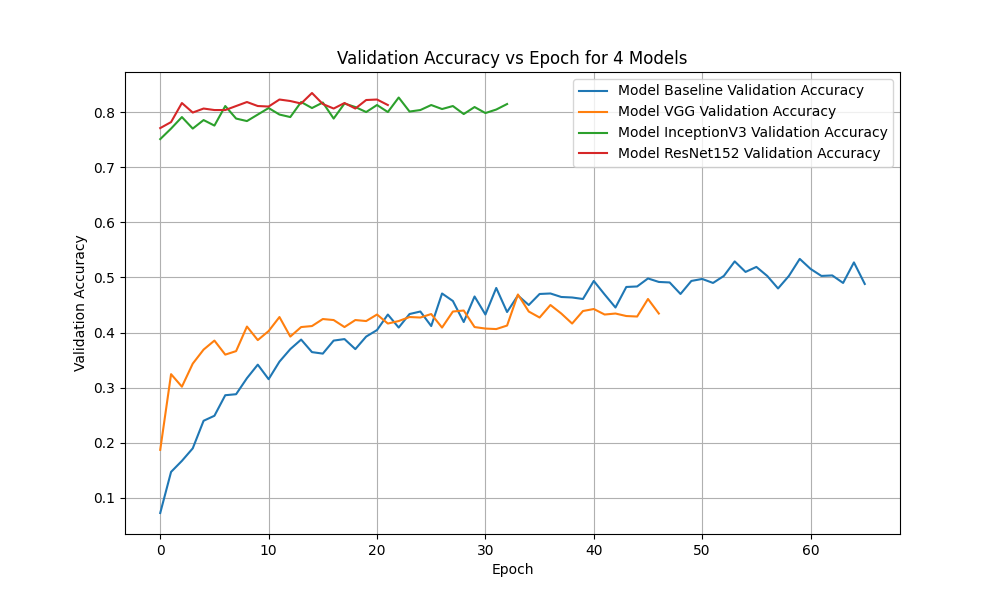 Validation Accuracy vs Epoch for 4 Models
Model Baseline Validation Accuracy
Model VGG Validation Accuracy
Model InceptionV3 Validation Accuracy
Model ResNet152 Validation Accuracy
Validation Accuracy
0.8
0.7
0.6
0.5
0.4
0.3
0.2
0.1
0 10 20 30 40 50 60
Epoch